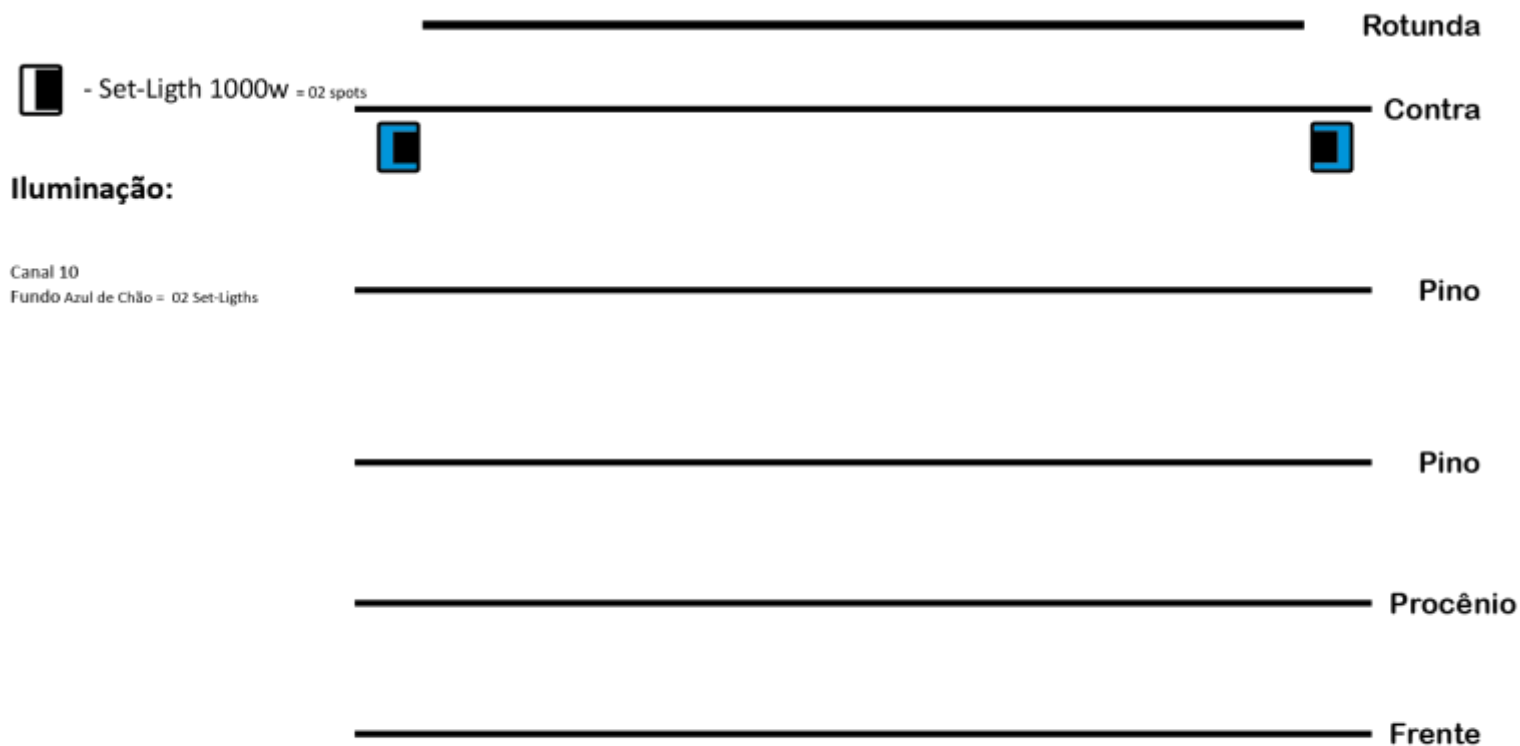 Rotunda
- Set-Ligth 1000w = 02 spots
Contra
Iluminação:
Canal 10
Fundo Azul de Chão = 02 Set-Ligths
Pino
Pino
Procênio
Frente